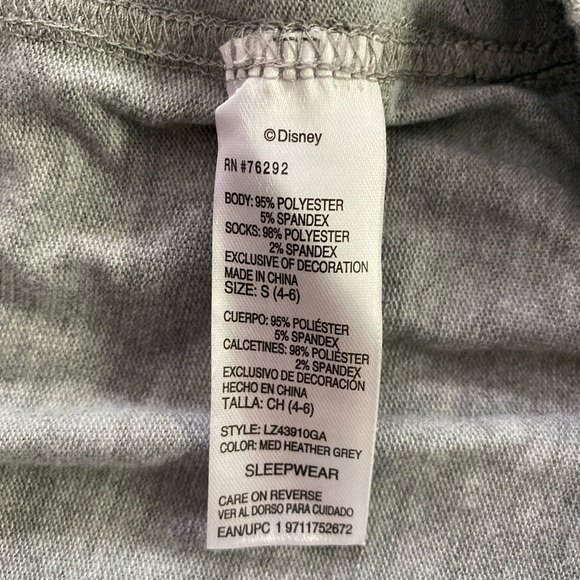 ©Disney
RN #76292
BODY: 95% POLYESTER
5% SPANDEX
SOCKS: 98% POLYESTER
2% SPANDEX
EXCLUSIVE OF DECORATION
MADE IN CHINA
SIZE: S (4-6)
CUERPO: 95% POLIÉSTER
5% SPANDEX
CALCETINES: 98% POLIÉSTER
2% SPANDEX
EXCLUSIVO DE DECORACIÓN
HECHO EN CHINA
TALLA: CH (4-6)
STYLE: LZ43910GA
COLOR: MED HEATHER GREY
SLEEPWEAR
CARE ON REVERSE
VER AL DORSO PARA CUIDADO
EAN/UPC 1 9711752672